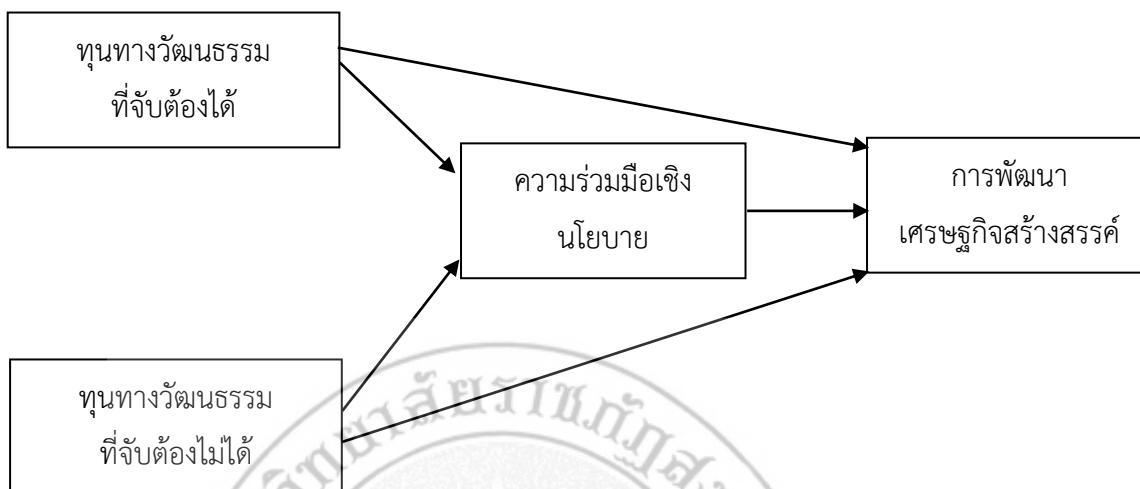 ทุนทางวัฒนธรรม
ที่จับต้องได้
ความร่วมมือเชิง
นโยบาย
การพัฒนา
เศรษฐกิจสร้างสรรค์
ทุนทางวัฒนธรรม
ที่จับต้องไม่ได้